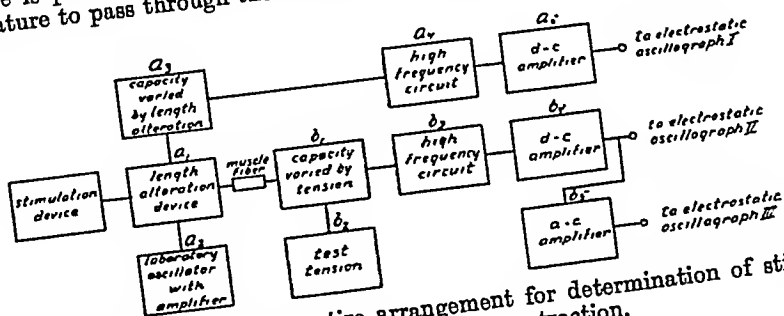 ature to pass through the
a₃
capacity
varied
by length
alteration
a₄
high
frequency
circuit
a₅
d-c
amplifier
to electrostatic
oscillograph I
stimulation
device
a₁
length
alteration
device
muscle
fiber
b₁
capacity
varied by
tension
b₃
high
frequency
circuit
b₄
d-c
amplifier
to electrostatic
oscillograph II
a₂
laboratory
oscillator
with
amplifier
b₂
test
tension
b₅
a-c
amplifier
to electrostatic
oscillograph III
arrangement for determination of
raction.